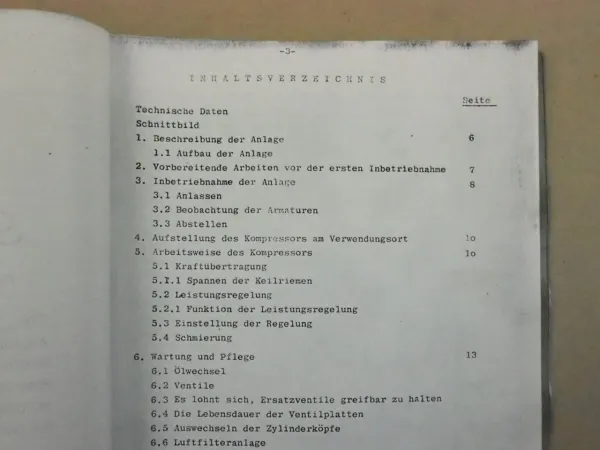 -3-
INHALTSVERZEICHNIS
Seite
Technische Daten
Schnittbild
1. Beschreibung der Anlage 6
1.1 Aufbau der Anlage
2. Vorbereitende Arbeiten vor der ersten Inbetriebnahme 7
3. Inbetriebnahme der Anlage 8
3.1 Anlassen
3.2 Beobachtung der Armaturen
3.3 Abstellen
4. Aufstellung des Kompressors am Verwendungsort 1o
5. Arbeitsweise des Kompressors 1o
5.1 Kraftübertragung
5.1.1 Spannen der Keilriemen
5.2 Leistungsregelung
5.2.1 Funktion der Leistungsregelung
5.3 Einstellung der Regelung
5.4 Schmierung
6. Wartung und Pflege 13
6.1 Ölwechsel
6.2 Ventile
6.3 Es lohnt sich, Ersatzventile greifbar zu halten
6.4 Die Lebensdauer der Ventilplatten
6.5 Auswechseln der Zylinderköpfe
6.6 Luftfilteranlage